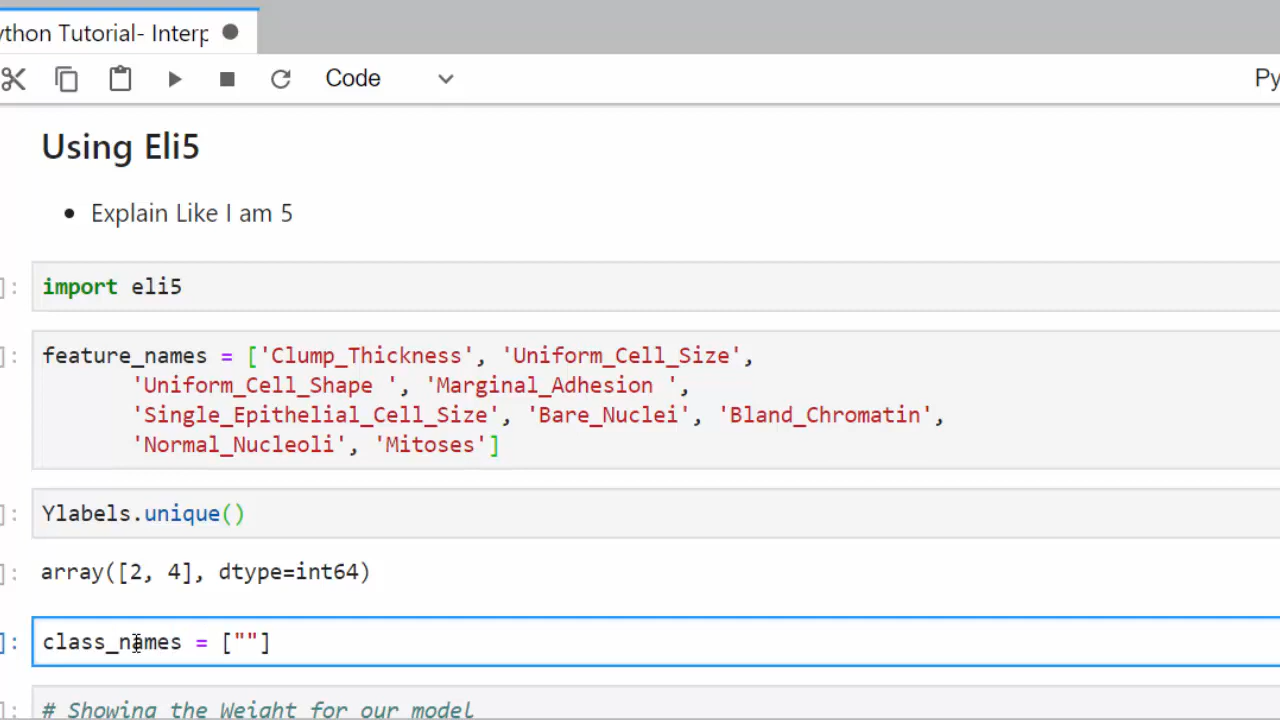 ython Tutorial- Interp
Code
Py
Using Eli5
• Explain Like I am 5
]:
import eli5
]:
feature_names = ['Clump_Thickness', 'Uniform_Cell_Size',
'Uniform_Cell_Shape ', 'Marginal_Adhesion ',
'Single_Epithelial_Cell_Size', 'Bare_Nuclei', 'Bland_Chromatin',
'Normal_Nucleoli', 'Mitoses']
]:
Ylabels.unique()
]:
array([2, 4], dtype=int64)
]:
class_names = [""]
]:
# Showing the Weight for our model